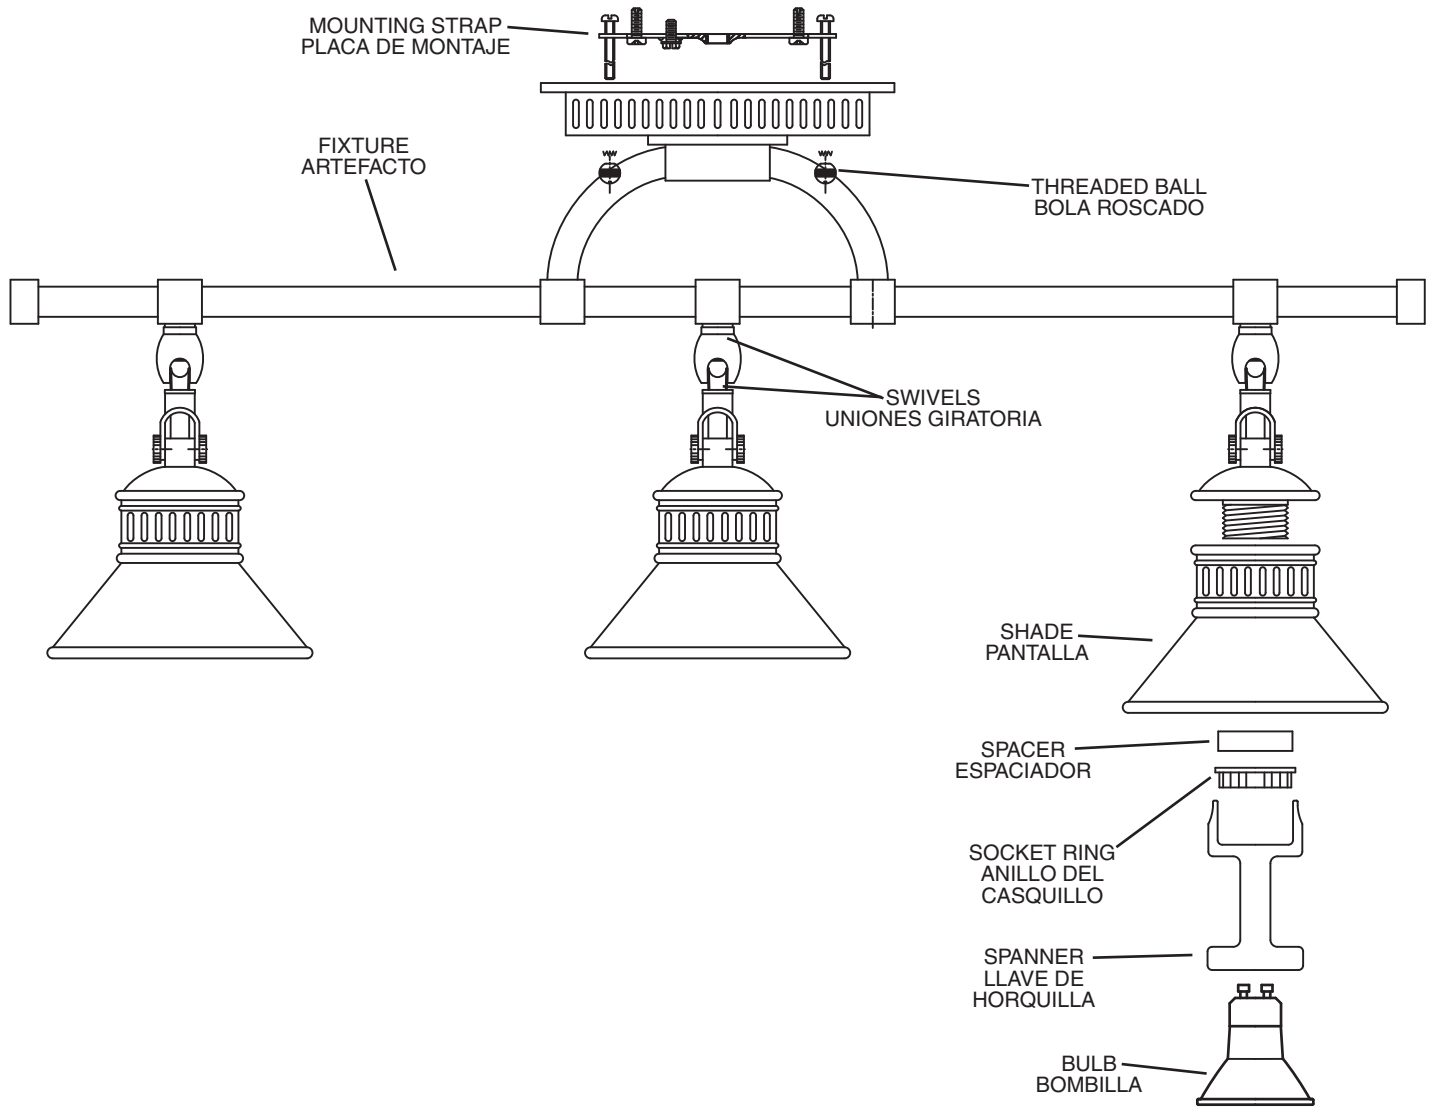 MOUNTING STRAP
PLACA DE MONTAJE
FIXTURE
ARTEFACTO
THREADED BALL
BOLA ROSCADO
SWIVELS
UNIONES GIRATORIA
SHADE
PANTALLA
SPACER
ESPACIADOR
SOCKET RING
ANILLO DEL
CASQUILLO
SPANNER
LLAVE DE
HORQUILLA
BULB
BOMBILLA